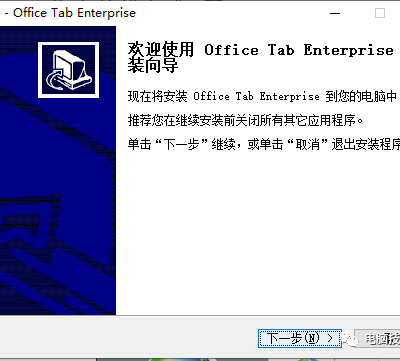 - Office Tab Enterprise
欢迎使用 Office Tab Enterprise
装向导
现在将安装 Office Tab Enterprise 到您的电脑中
推荐您在继续安装前关闭所有其它应用程序。
单击“下一步”继续，或单击“取消”退出安装程序
下一步(N) >
电脑技